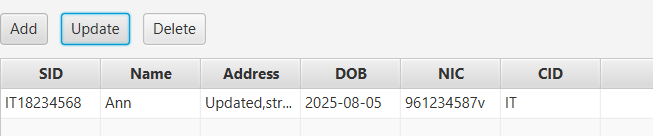 Add Update Delete
SID Name Address DOB NIC CID
IT18234568 Ann Updated,str... 2025-08-05 961234587v IT